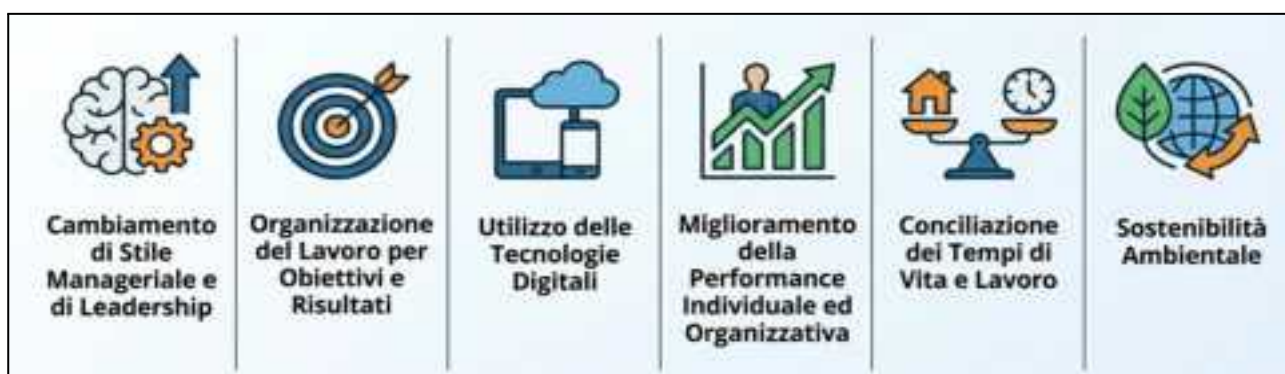 Cambiamento
di Stile
Manageriale e
di Leadership
Organizzazione
del Lavoro per
Obiettivi e
Risultati
Utilizzo delle
Tecnologie
Digitali
Miglioramento
della
Performance
Individuale ed
Organizzativa
Conciliazione
dei Tempi di
Vita e Lavoro
Sostenibilità
Ambientale